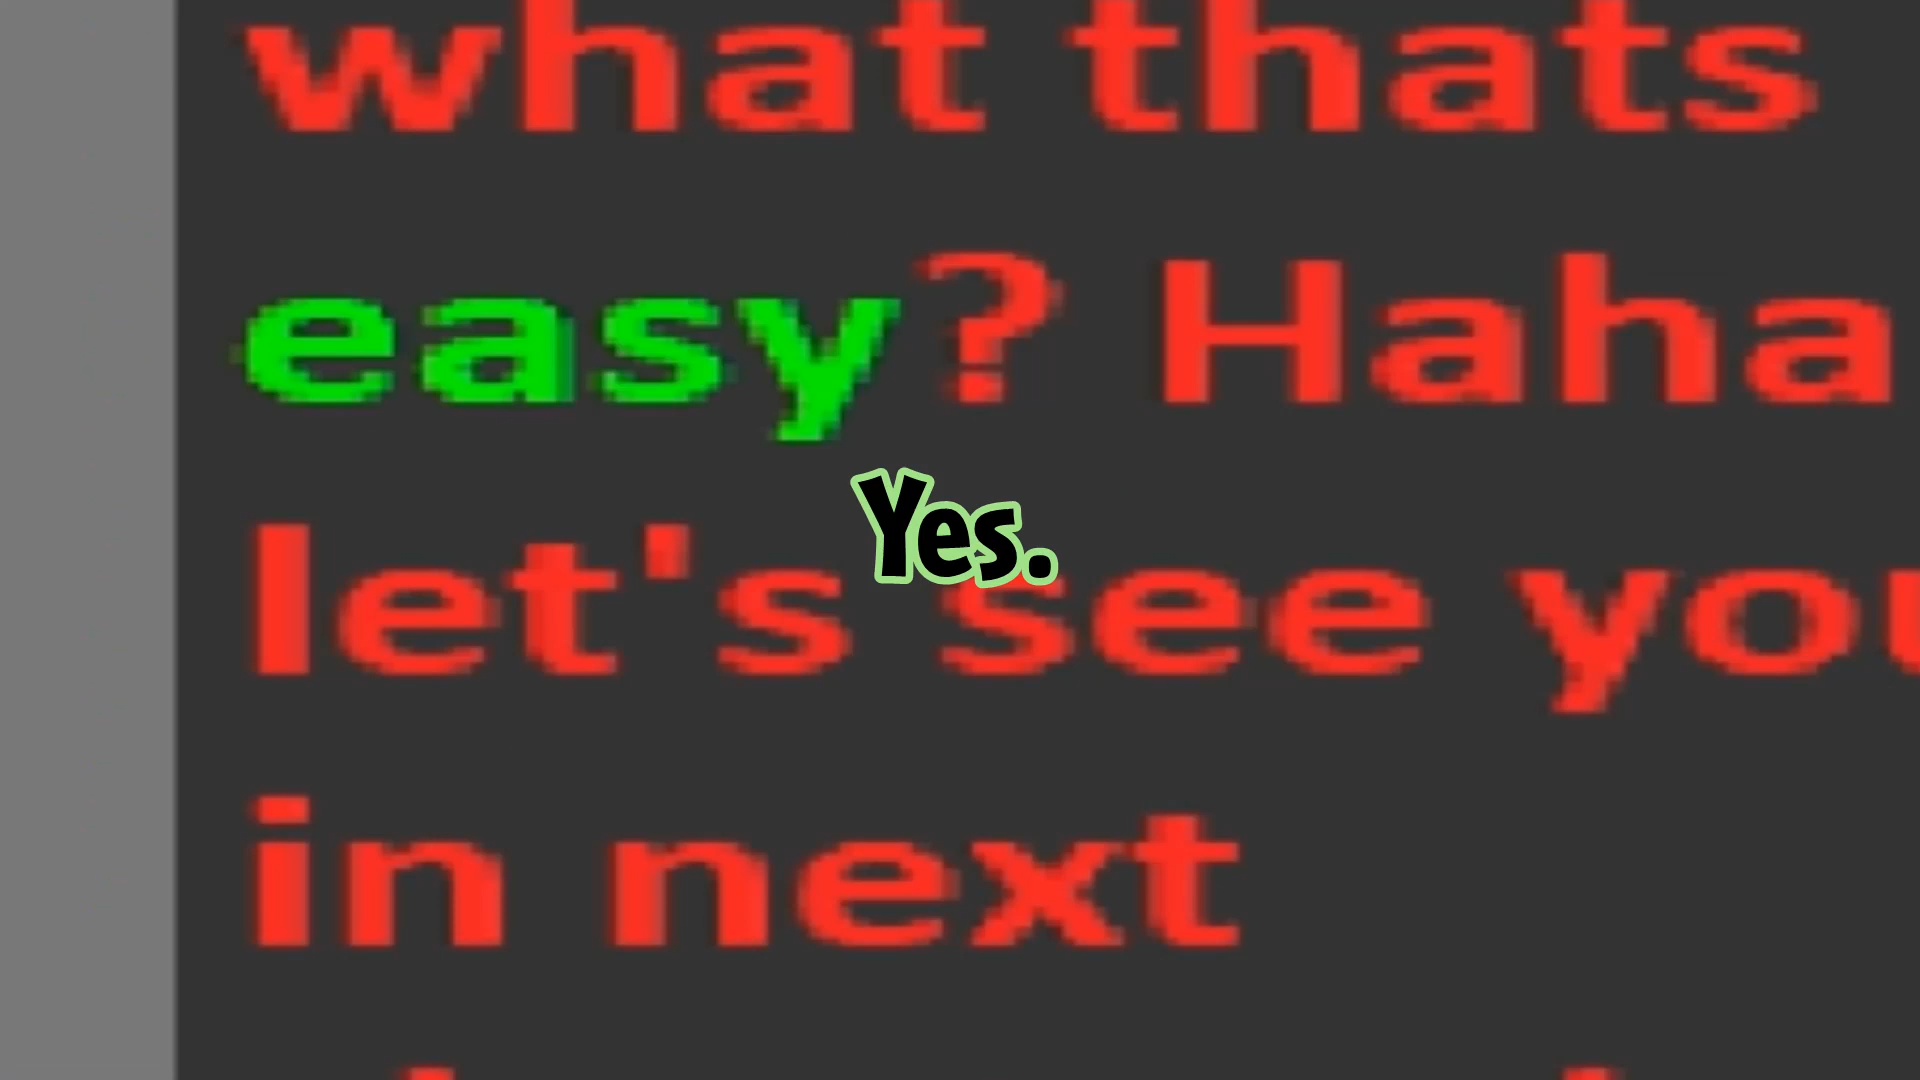 what thats
easy? Haha
Yes.
let's see you
in next